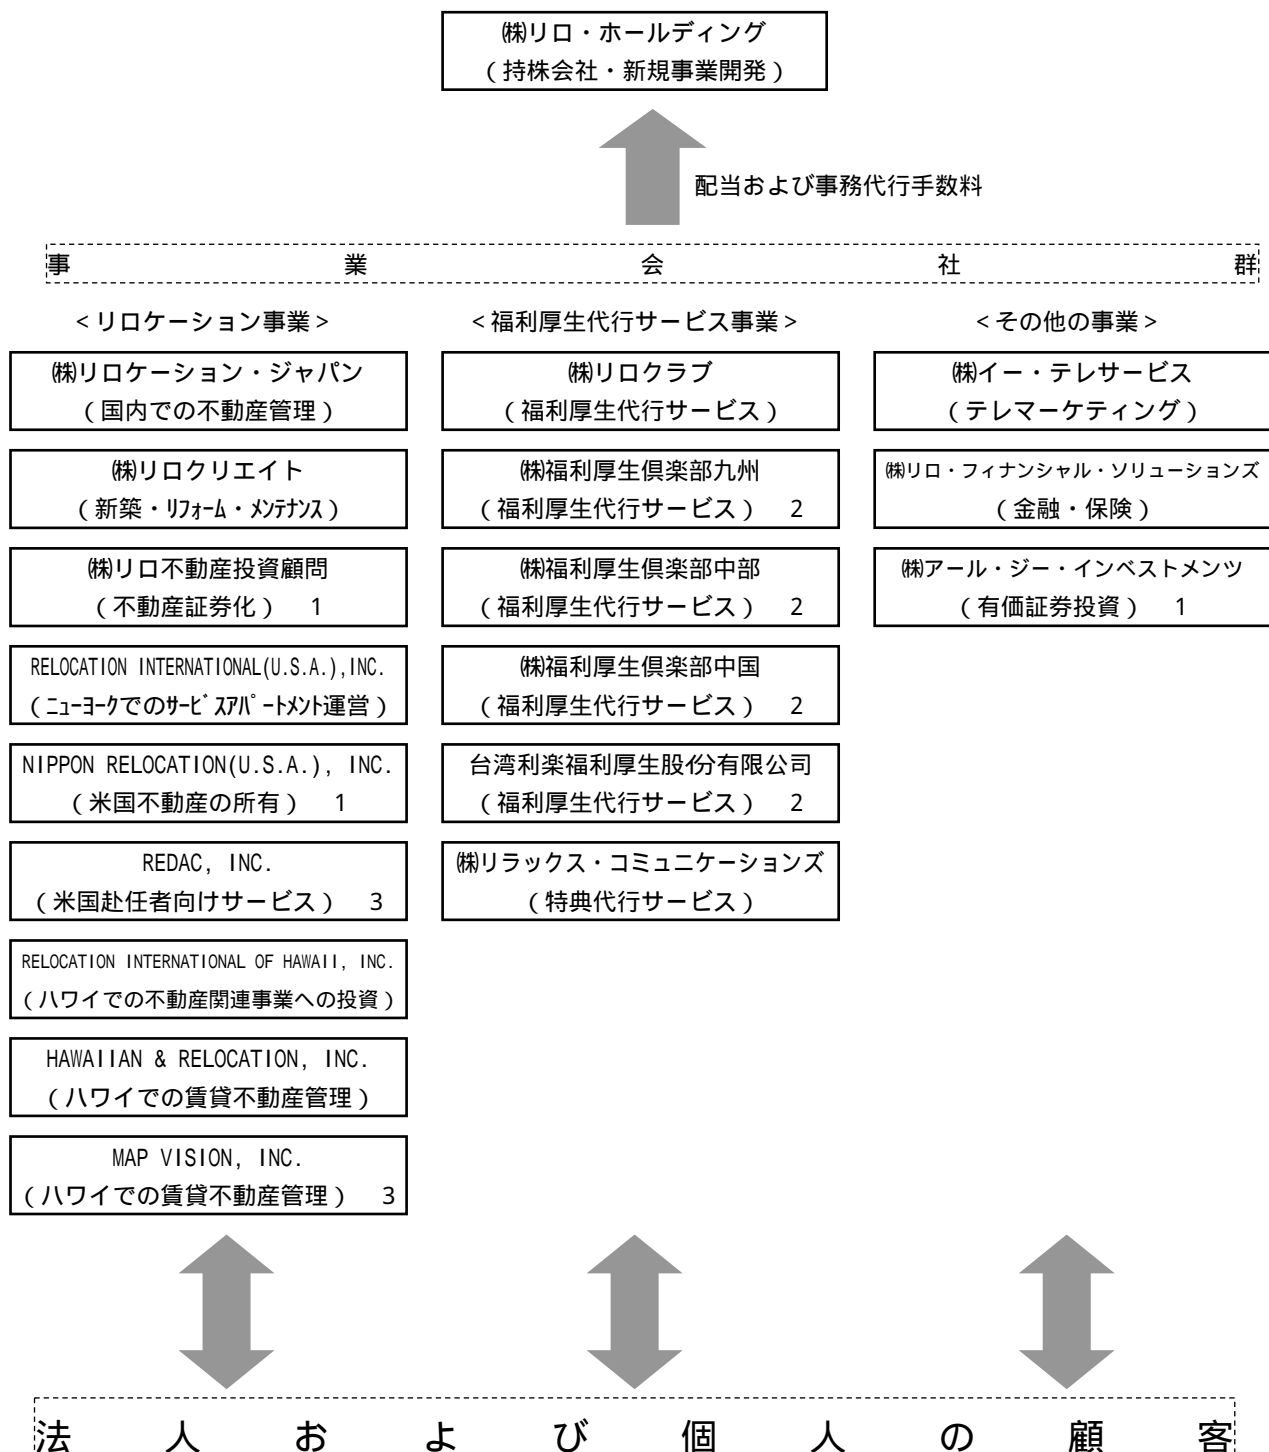 ㈱リロ・ホールディング
(持株会社・新規事業開発)
配当および事務代行手数料
事業会社群
<リロケーション事業>
㈱リロケーション・ジャパン
(国内での不動産管理)
㈱リロクリエイト
(新築・ﾘﾌｫｰﾑ・ﾒﾝﾃﾅﾝｽ)
㈱リロ不動産投資顧問
(不動産証券化) 1
RELOCATION INTERNATIONAL(U.S.A.),INC.
(ﾆｭｰﾖｰｸでのｻｰﾋﾞｽｱﾊﾟｰﾄﾒﾝﾄ運営)
NIPPON RELOCATION(U.S.A.), INC.
(米国不動産の所有) 1
REDAC, INC.
(米国赴任者向けサービス) 3
RELOCATION INTERNATIONAL OF HAWAII, INC.
(ハワイでの不動産関連事業への投資)
HAWAIIAN & RELOCATION, INC.
(ハワイでの賃貸不動産管理)
MAP VISION, INC.
(ハワイでの賃貸不動産管理) 3
<福利厚生代行サービス事業>
㈱リロクラブ
(福利厚生代行サービス)
㈱福利厚生倶楽部九州
(福利厚生代行サービス) 2
㈱福利厚生倶楽部中部
(福利厚生代行サービス) 2
㈱福利厚生倶楽部中国
(福利厚生代行サービス) 2
台湾利楽福利厚生股份有限公司
(福利厚生代行サービス) 2
㈱リラックス・コミュニケーションズ
(特典代行サービス)
<その他の事業>
㈱イー・テレサービス
(テレマーケティング)
㈱リロ・フィナンシャル・ソリューションズ
(金融・保険)
㈱アール・ジー・インベストメンツ
(有価証券投資) 1
法人および個人の顧客